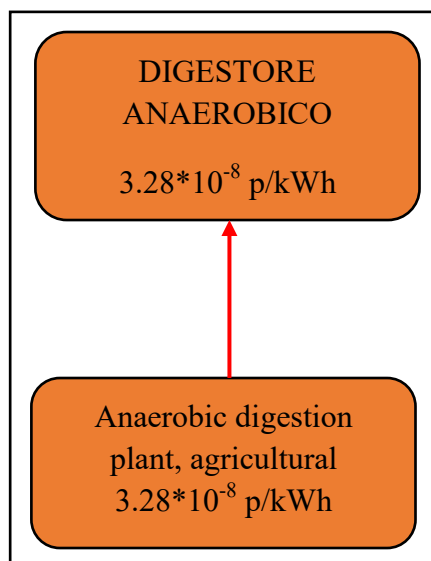 DIGESTORE
ANAEROBICO
3.28*10⁻⁸ p/kWh
Anaerobic digestion
plant, agricultural
3.28*10⁻⁸ p/kWh